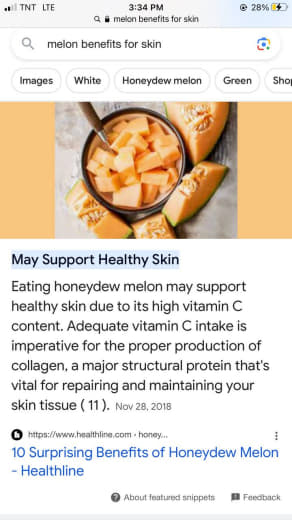 TNT LTE 3:34 PM 28%
melon benefits for skin
melon benefits for skin
Images White Honeydew melon Green Shop
May Support Healthy Skin
Eating honeydew melon may support
healthy skin due to its high vitamin C
content. Adequate vitamin C intake is
imperative for the proper production of
collagen, a major structural protein that's
vital for repairing and maintaining your
skin tissue ( 11 ). Nov 28, 2018
https://www.healthline.com › honey...
10 Surprising Benefits of Honeydew Melon
- Healthline
About featured snippets Feedback